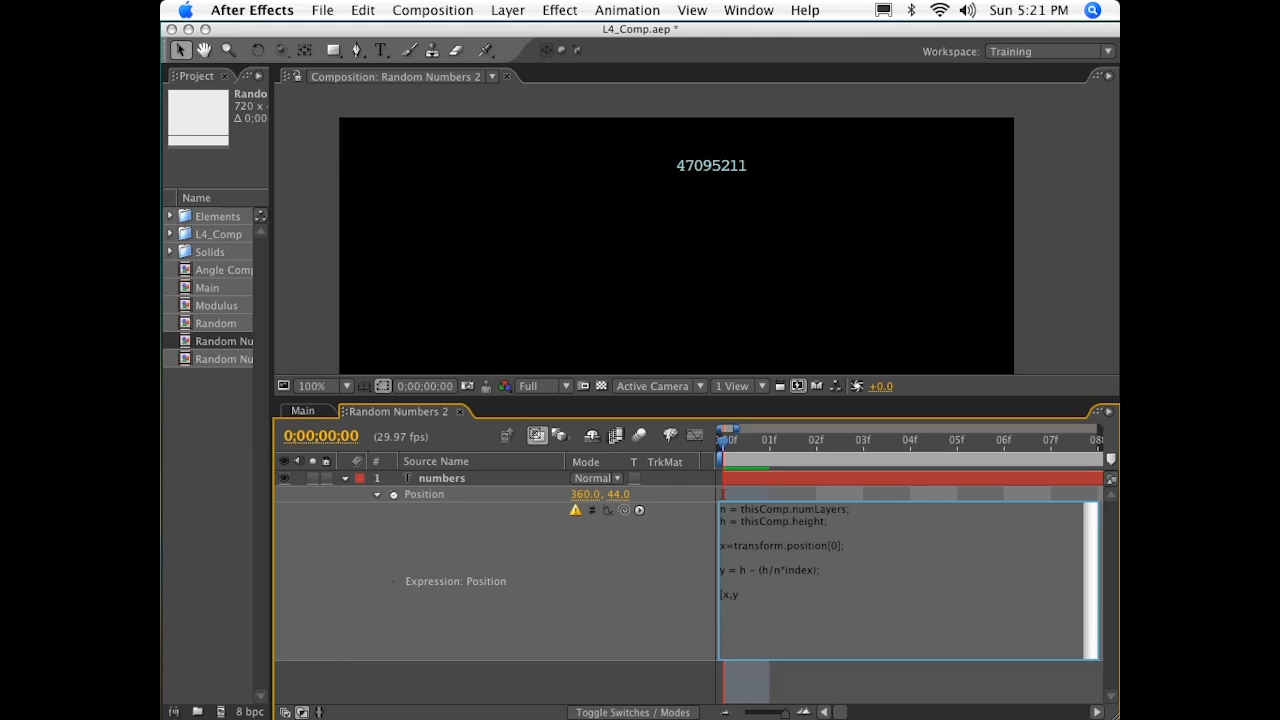 After Effects File Edit Composition Layer Effect Animation View Window Help Sun 5:21 PM
L4_Comp.aep *
Workspace: Training
Project
Composition: Random Numbers 2
Rando
720 x
Δ 0;00
47095211
Name
Elements
L4_Comp
Solids
Angle Comp
Main
Modulus
Random
Random Nu
Random Nu
100% 0;00;00;00 Full Active Camera 1 View +0.0
Main Random Numbers 2
0;00;00;00 (29.97 fps)
00f 01f 02f 03f 04f 05f 06f 07f 08
# Source Name Mode T TrkMat
1 T numbers Normal
Position 360.0, 44.0
n = thisComp.numLayers;
h = thisComp.height;
x=transform.position[0];
y = h - (h/n*index);
Expression: Position
[x,y
8 bpc Toggle Switches / Modes